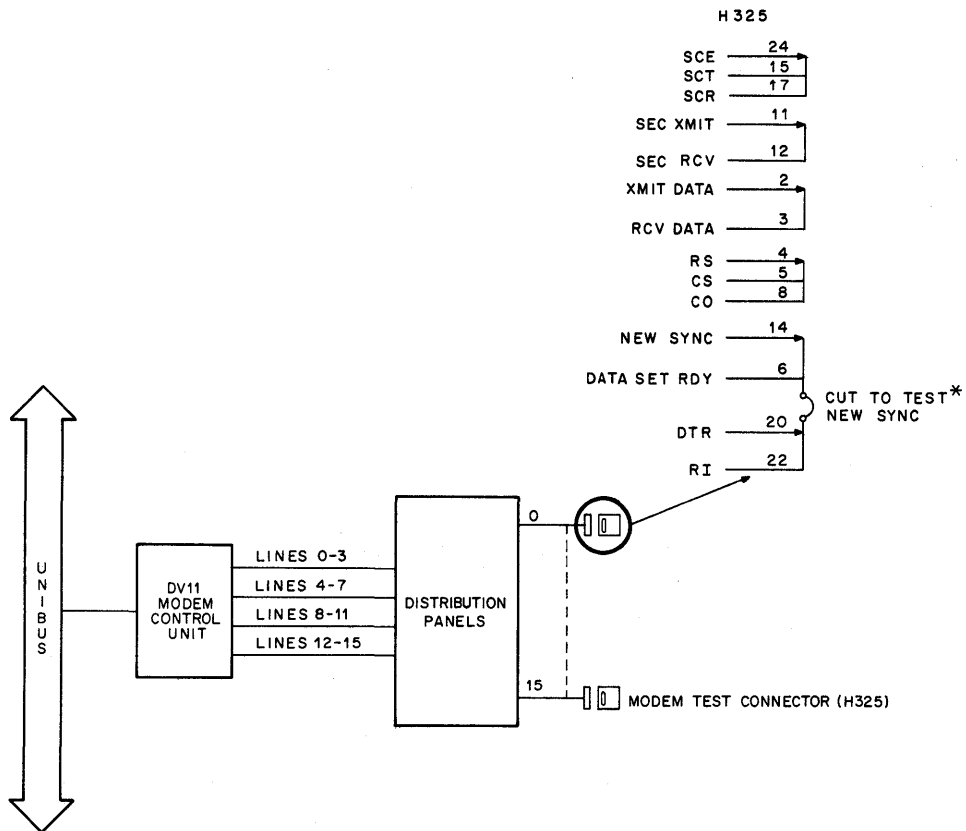 H325
SCE 24
SCT 15
SCR 17
SEC XMIT 11
SEC RCV 12
XMIT DATA 2
RCV DATA 3
RS 4
CS 5
CO 8
NEW SYNC 14
DATA SET RDY 6
CUT TO TEST*
NEW SYNC
DTR 20
RI 22
UNIBUS
DV11
MODEM
CONTROL
UNIT
LINES 0-3
LINES 4-7
LINES 8-11
LINES 12-15
DISTRIBUTION
PANELS
0
15
MODEM TEST CONNECTOR (H325)